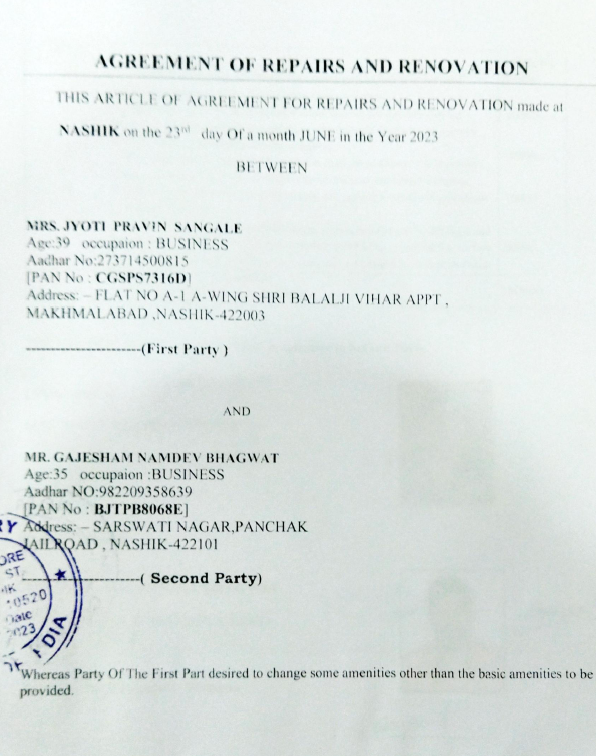 AGREEMENT OF REPAIRS AND RENOVATION
THIS ARTICLE OF AGREEMENT FOR REPAIRS AND RENOVATION made at
NASHIK on the 23rd day Of a month JUNE in the Year 2023
BETWEEN
MRS. JYOTI PRAVIN SANGALE
Age:39 occupaion : BUSINESS
Aadhar No:273714500815
[PAN No : CGSPS7316D]
Address: – FLAT NO A-1 A-WING SHRI BALALJI VIHAR APPT ,
MAKHMALABAD ,NASHIK-422003
-----------------------(First Party )
AND
MR. GAJESHAM NAMDEV BHAGWAT
Age:35 occupaion :BUSINESS
Aadhar NO:982209358639
[PAN No : BJTPB8068E]
Address: – SARSWATI NAGAR,PANCHAK
JAILROAD , NASHIK-422101
-----------------------( Second Party)
RY
ORE
ST.
IK
10520
Date
2023
DIA
Whereas Party Of The First Part desired to change some amenities other than the basic amenities to be
provided.